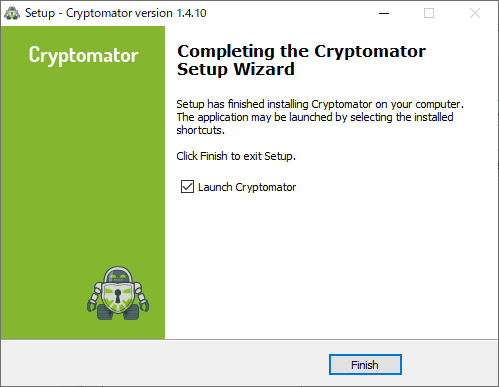 Setup - Cryptomator version 1.4.10
Cryptomator
Completing the Cryptomator
Setup Wizard
Setup has finished installing Cryptomator on your computer.
The application may be launched by selecting the installed
shortcuts.
Click Finish to exit Setup.
Launch Cryptomator
Finish